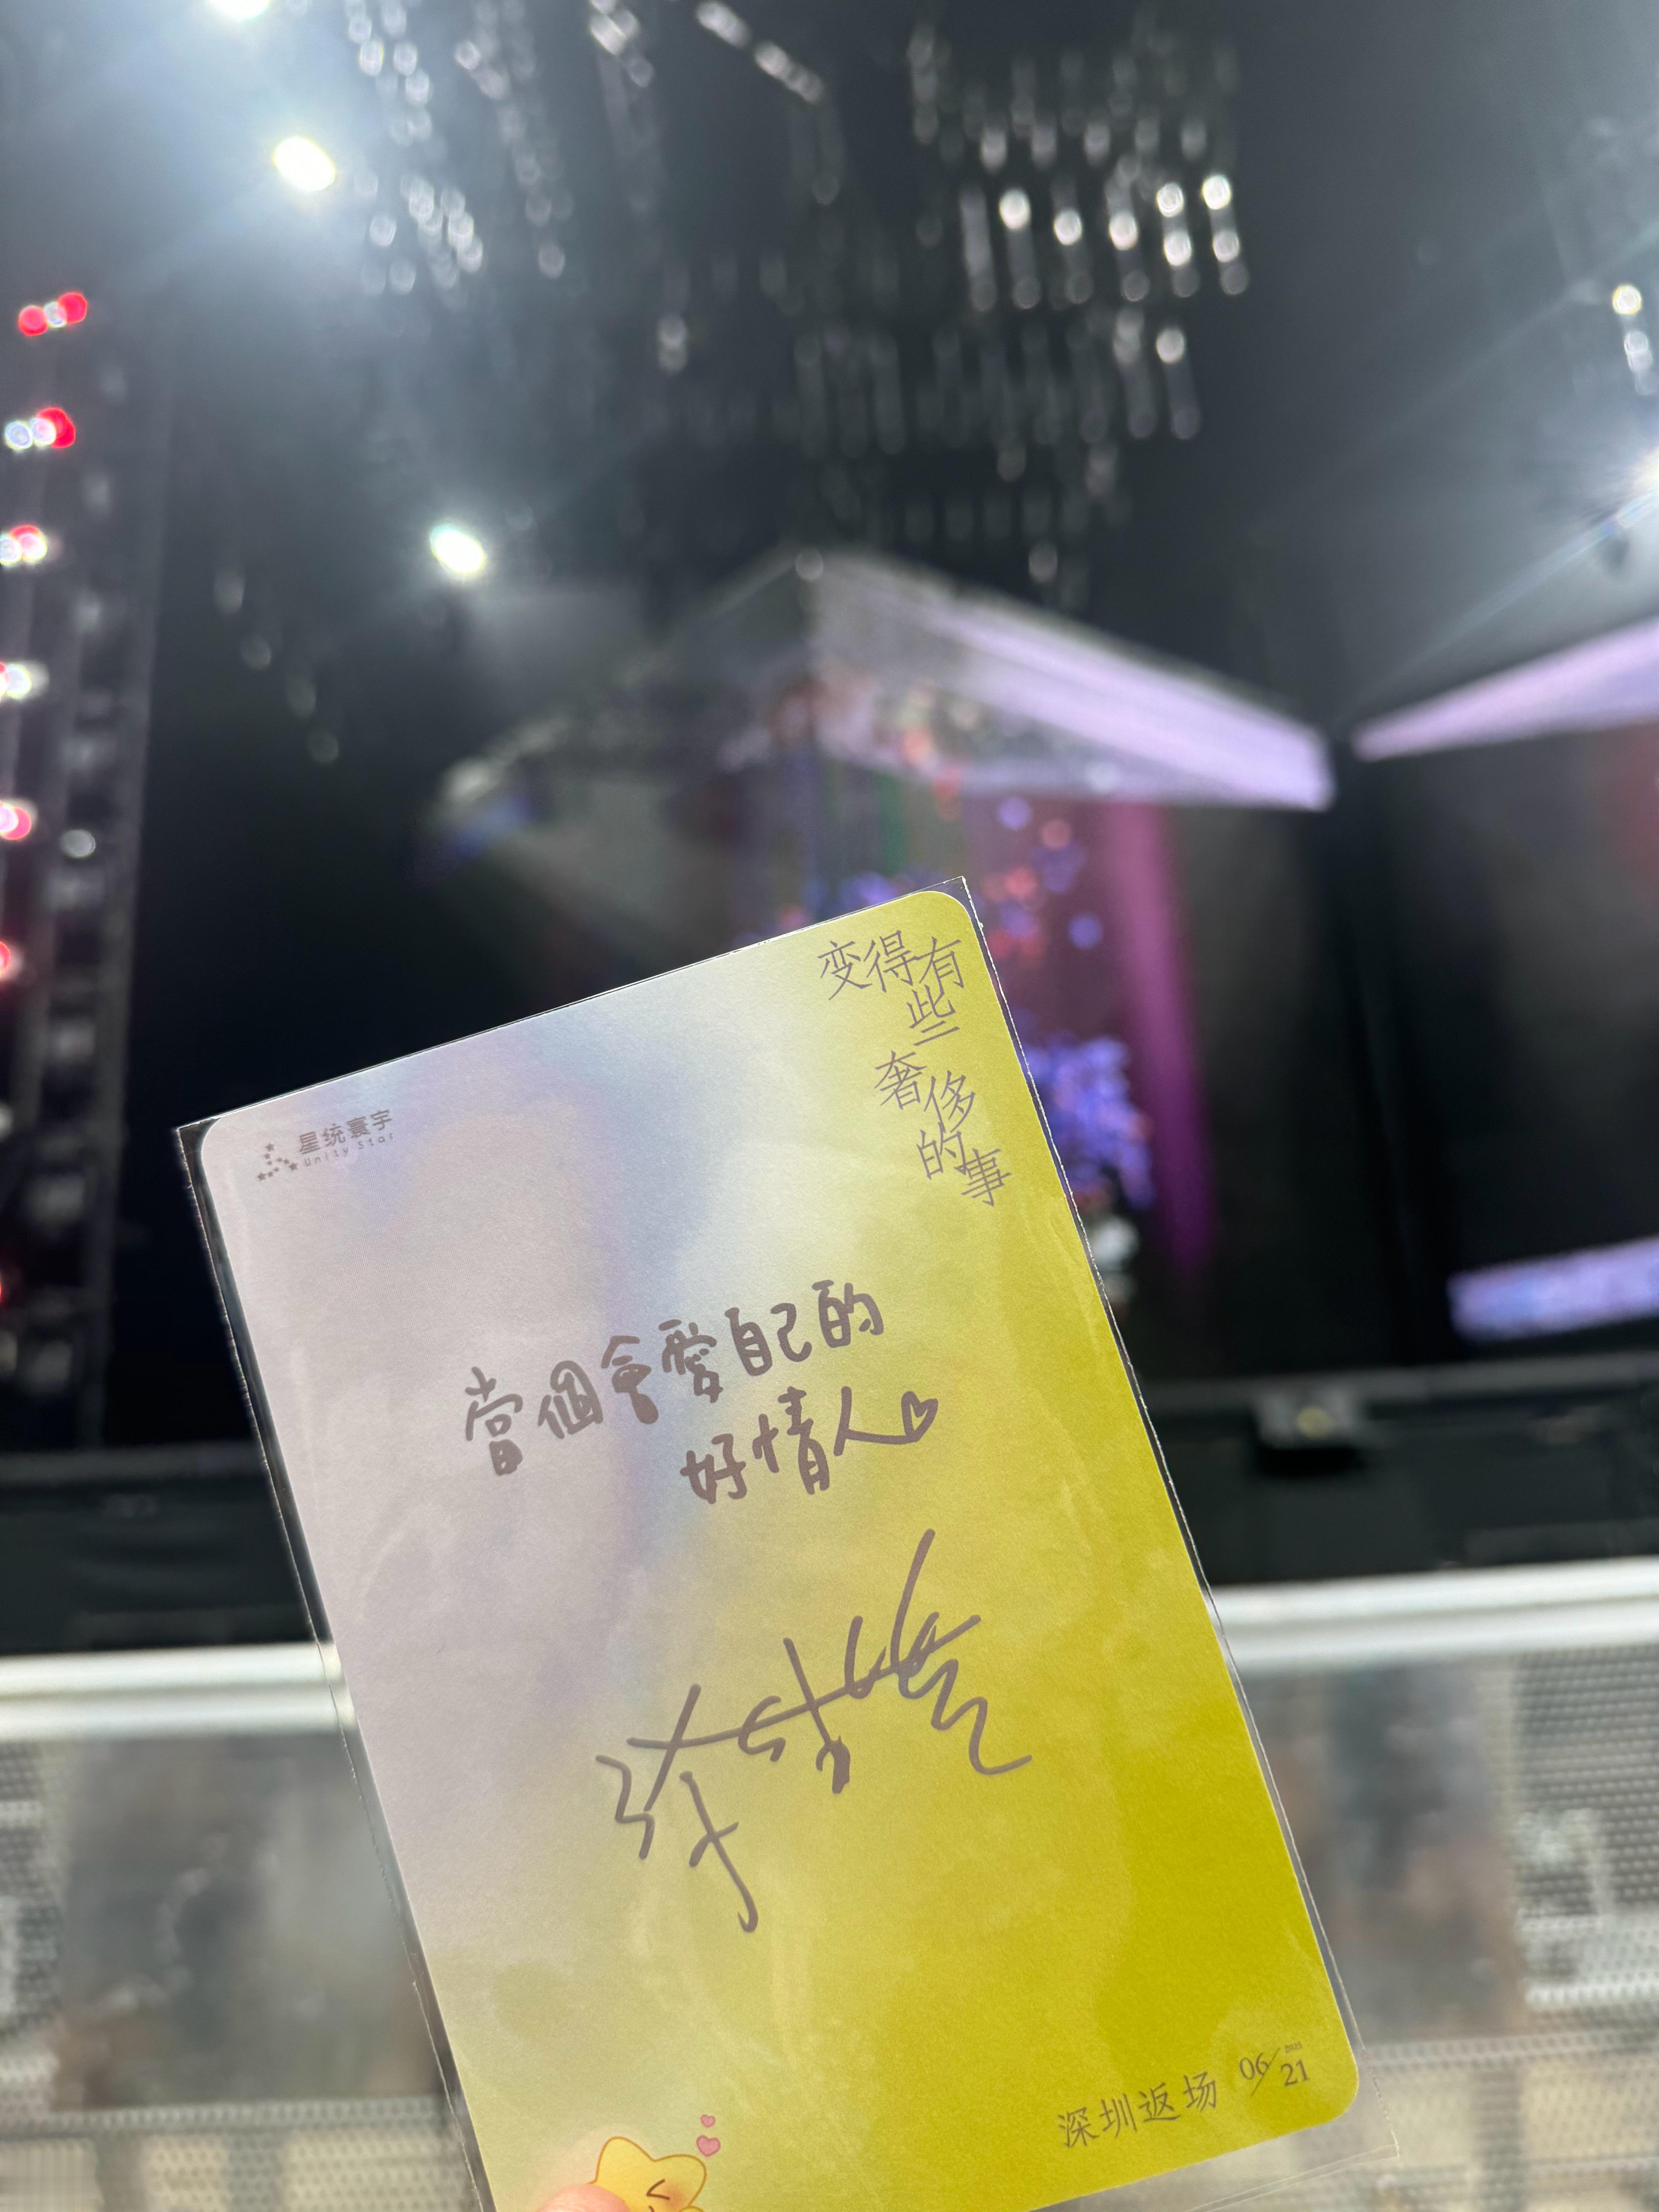 变得有些
奢侈的事
星统寰宇
Unity Star
當個會愛自己的
好情人
深圳返场
06/21
2025